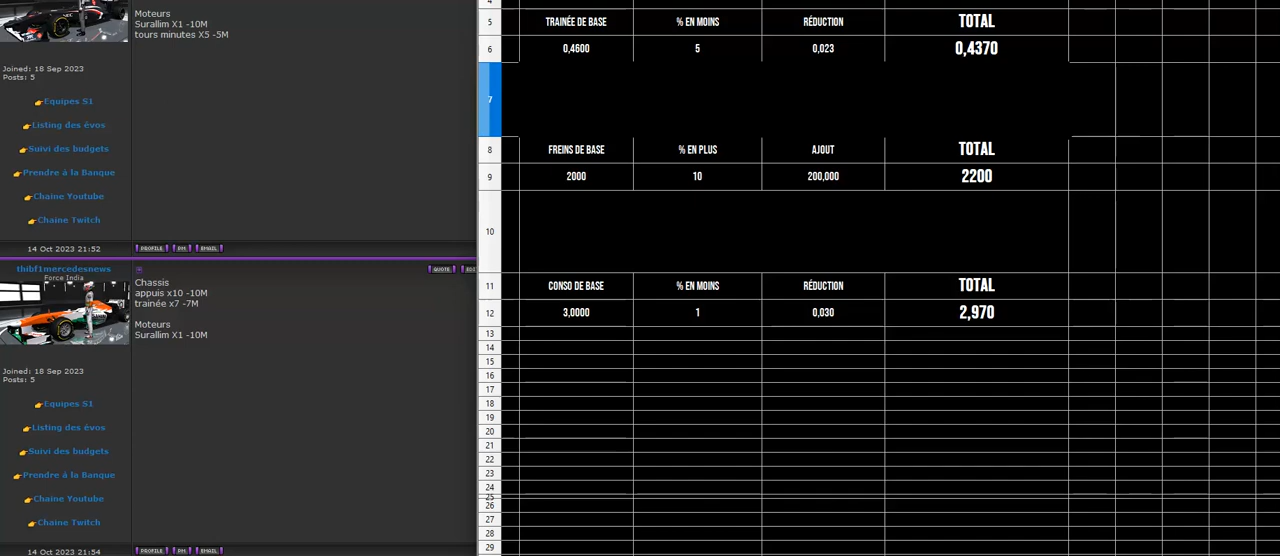 Moteurs
Surallim X1 -10M
tours minutes X5 -5M
Joined: 18 Sep 2023
Posts: 5
👉Equipes S1
👉Listing des évos
👉Suivi des budgets
👉Prendre à la Banque
👉Chaine Youtube
👉Chaine Twitch
14 Oct 2023 21:52
PROFILE PM EMAIL
thibf1mercedesnews
Force India
QUOTE
Chassis
appuis x10 -10M
trainée x7 -7M
Moteurs
Surallim X1 -10M
Joined: 18 Sep 2023
Posts: 5
👉Equipes S1
👉Listing des évos
👉Suivi des budgets
👉Prendre à la Banque
👉Chaine Youtube
👉Chaine Twitch
14 Oct 2023 21:54
PROFILE PM EMAIL
5 TRAINÉE DE BASE % EN MOINS RÉDUCTION TOTAL
6 0,4600 5 0,023 0,4370
7
8 FREINS DE BASE % EN PLUS AJOUT TOTAL
9 2000 10 200,000 2200
10
11 CONSO DE BASE % EN MOINS RÉDUCTION TOTAL
12 3,0000 1 0,030 2,970
13
14
15
16
17
18
19
20
21
22
23
24
25
26
27
28
29